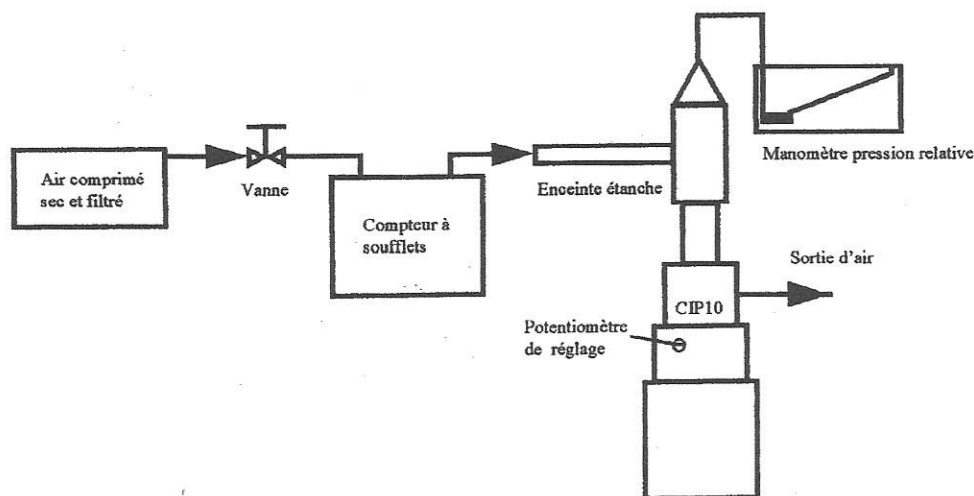 Air comprimé
sec et filtré
Vanne
Compteur à
soufflets
Enceinte étanche
Manomètre pression relative
Sortie d'air
CIP10
Potentiomètre
de réglage